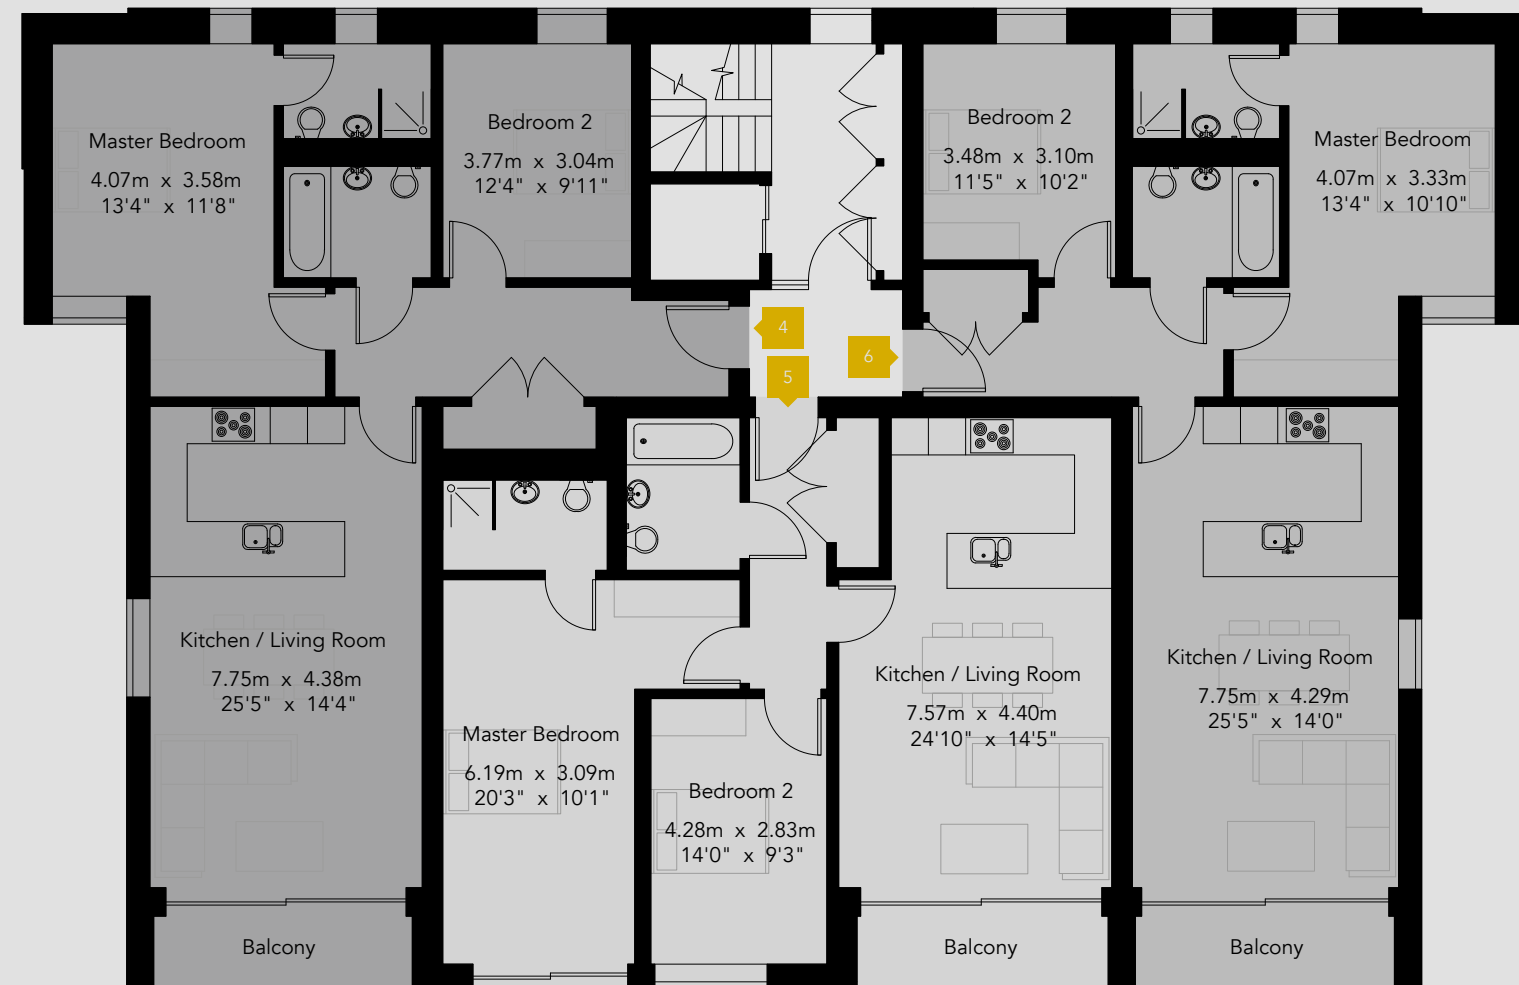 Master Bedroom
4.07m x 3.58m
13'4" x 11'8"
Bedroom 2
3.77m x 3.04m
12'4" x 9'11"
Bedroom 2
3.48m x 3.10m
11'5" x 10'2"
Master Bedroom
4.07m x 3.33m
13'4" x 10'10"
4
5
6
Kitchen / Living Room
7.75m x 4.38m
25'5" x 14'4"
Master Bedroom
6.19m x 3.09m
20'3" x 10'1"
Bedroom 2
4.28m x 2.83m
14'0" x 9'3"
Kitchen / Living Room
7.57m x 4.40m
24'10" x 14'5"
Kitchen / Living Room
7.75m x 4.29m
25'5" x 14'0"
Balcony
Balcony
Balcony